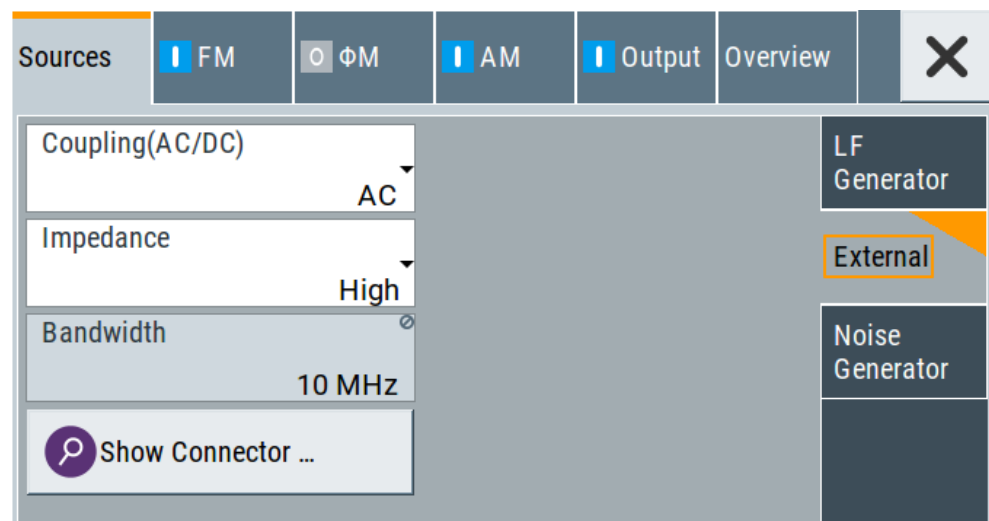 Sources
FM
ΦM
AM
Output
Overview
Coupling(AC/DC)
AC
Impedance
High
Bandwidth
10 MHz
Show Connector ...
LF
Generator
External
Noise
Generator